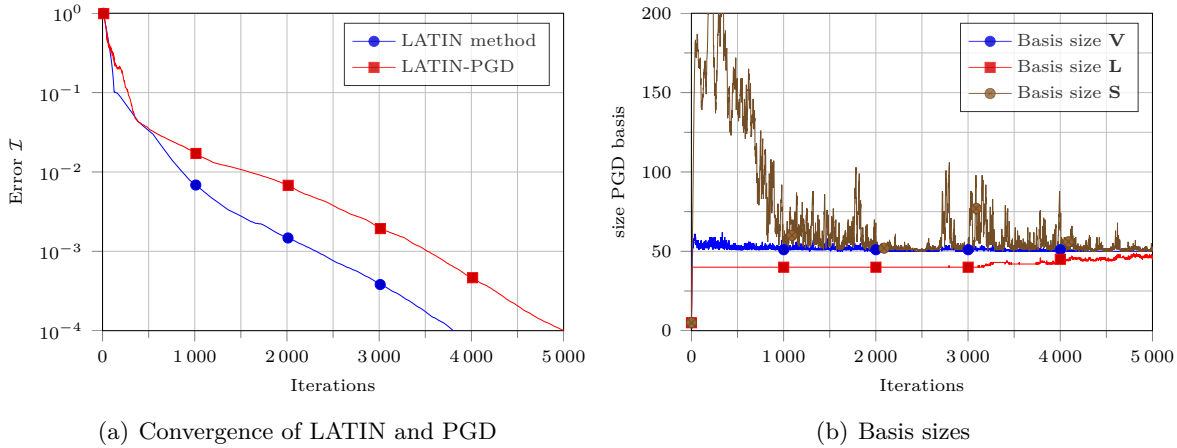 10^0
10^−1
10^−2
10^−3
10^−4
Error I
LATIN method
LATIN-PGD
0
1 000
2 000
3 000
4 000
5 000
Iterations
(a) Convergence of LATIN and PGD
200
150
100
50
0
size PGD basis
Basis size V
Basis size L
Basis size S
0
1 000
2 000
3 000
4 000
5 000
Iterations
(b) Basis sizes